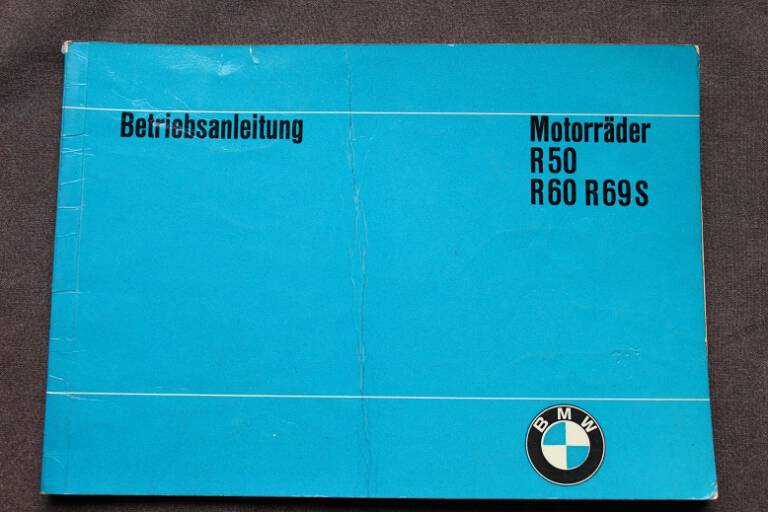 Betriebsanleitung
Motorräder
R50
R60 R69S
BMW